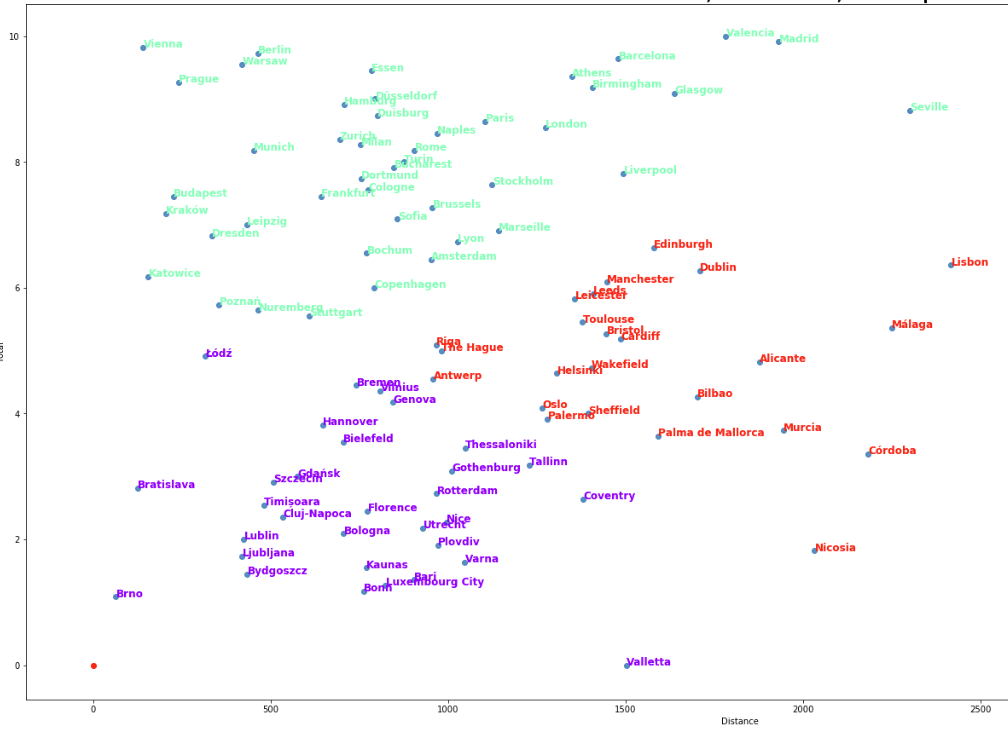 10
Valencia
Vienna
Madrid
Berlin
Warsaw
Barcelona
Essen
Athens
Prague
Birmingham
Glasgow
Düsseldorf
Hamburg
Seville
Duisburg
Paris
London
Naples
Zurich
Milan
Munich
Rome
8
Turin
Bucharest
Liverpool
Dortmund
Stockholm
Cologne
Budapest
Frankfurt
Brussels
Kraków
Sofia
Leipzig
Marseille
Dresden
Lyon
Edinburgh
Bochum
Amsterdam
Lisbon
Dublin
Katowice
Manchester
6
Copenhagen
Leeds
Leicester
Poznań
Nuremberg
Stuttgart
Toulouse
Málaga
Bristol
Cardiff
Riga
The Hague
Łódź
Alicante
Wakefield
Helsinki
Antwerp
Bremen
Vilnius
Bilbao
Genova
4
Oslo
Sheffield
Palermo
Hannover
Murcia
Palma de Mallorca
Bielefeld
Thessaloniki
Córdoba
Tallinn
Gothenburg
Gdańsk
Szczecin
Bratislava
Rotterdam
Coventry
Timișoara
Florence
Cluj-Napoca
Nice
Utrecht
Bologna
2
Lublin
Plovdiv
Nicosia
Ljubljana
Varna
Kaunas
Bydgoszcz
Bari
Luxembourg City
Bonn
Brno
0
Valletta
0
500
1000
1500
2000
2500
Distance